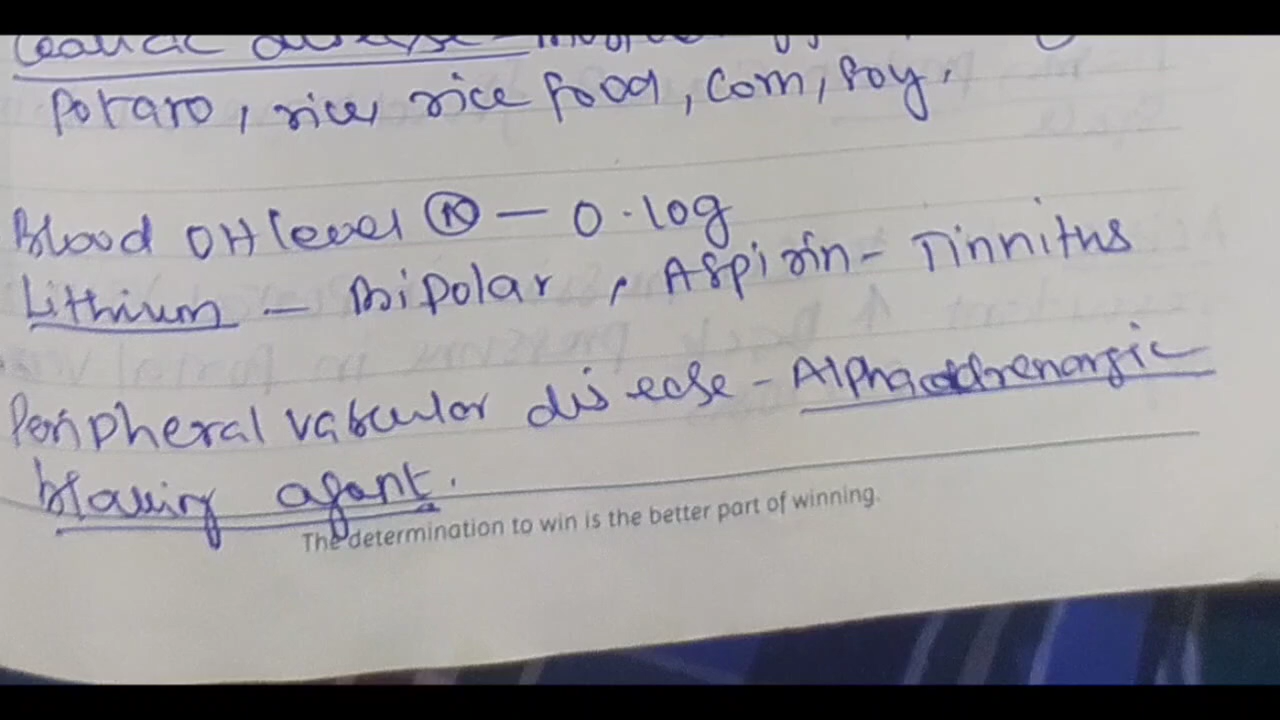 disease
Potato, rice, rice food, Corn, Soy.
Blood OH level Ⓝ — 0.10g
Lithium – Bipolar, Aspirin – Tinnitus
Peripheral vascular disease – Alpha adrenergic
blocking agent.
The determination to win is the better part of winning.